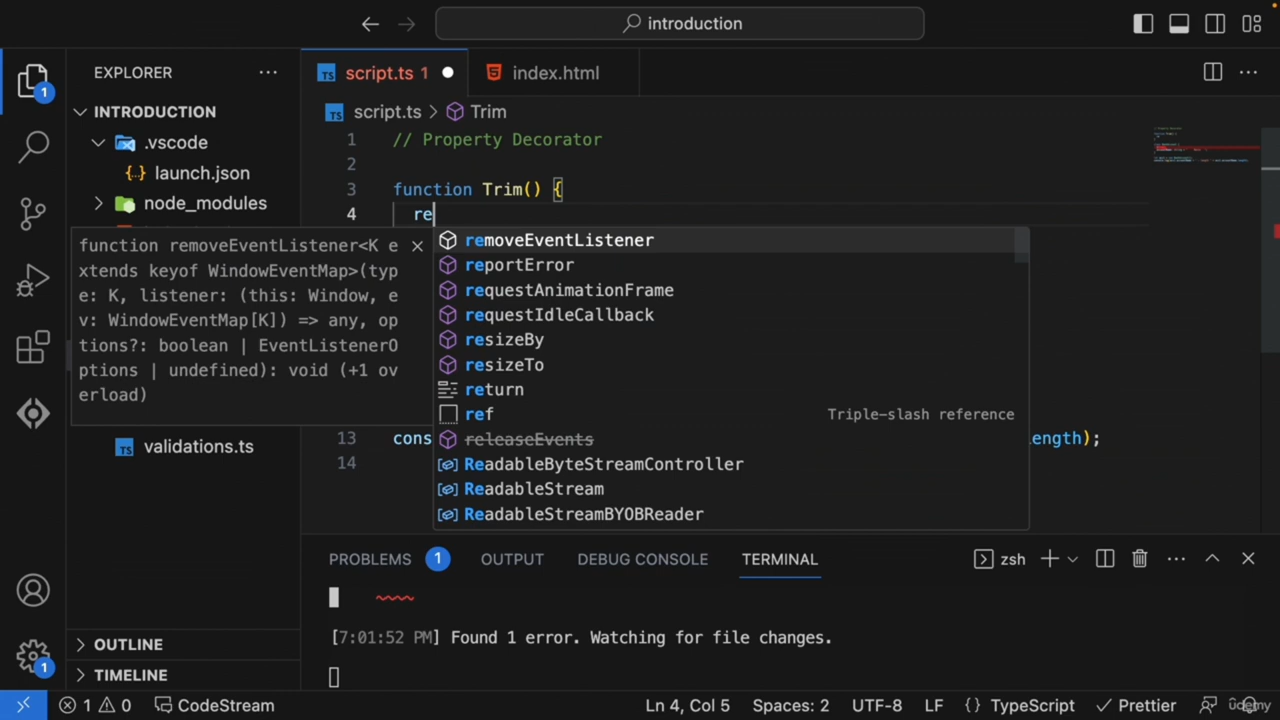 introduction
EXPLORER
script.ts 1
index.html
INTRODUCTION
script.ts > Trim
.vscode
1 // Property Decorator
launch.json
2
node_modules
3 function Trim() {
4 re
function removeEventListener<K e
xtends keyof WindowEventMap>(typ
e: K, listener: (this: Window, e
v: WindowEventMap[K]) => any, op
tions?: boolean | EventListenerO
ptions | undefined): void (+1 ov
erload)
removeEventListener
reportError
requestAnimationFrame
requestIdleCallback
resizeBy
resizeTo
return
ref Triple-slash reference
releaseEvents
ReadableByteStreamController
ReadableStream
ReadableStreamBYOBReader
13 cons ength);
validations.ts
14
PROBLEMS 1 OUTPUT DEBUG CONSOLE TERMINAL zsh
[7:01:52 PM] Found 1 error. Watching for file changes.
OUTLINE
TIMELINE
1
1
1 0 CodeStream Ln 4, Col 5 Spaces: 2 UTF-8 LF {} TypeScript Prettier
ûdemy